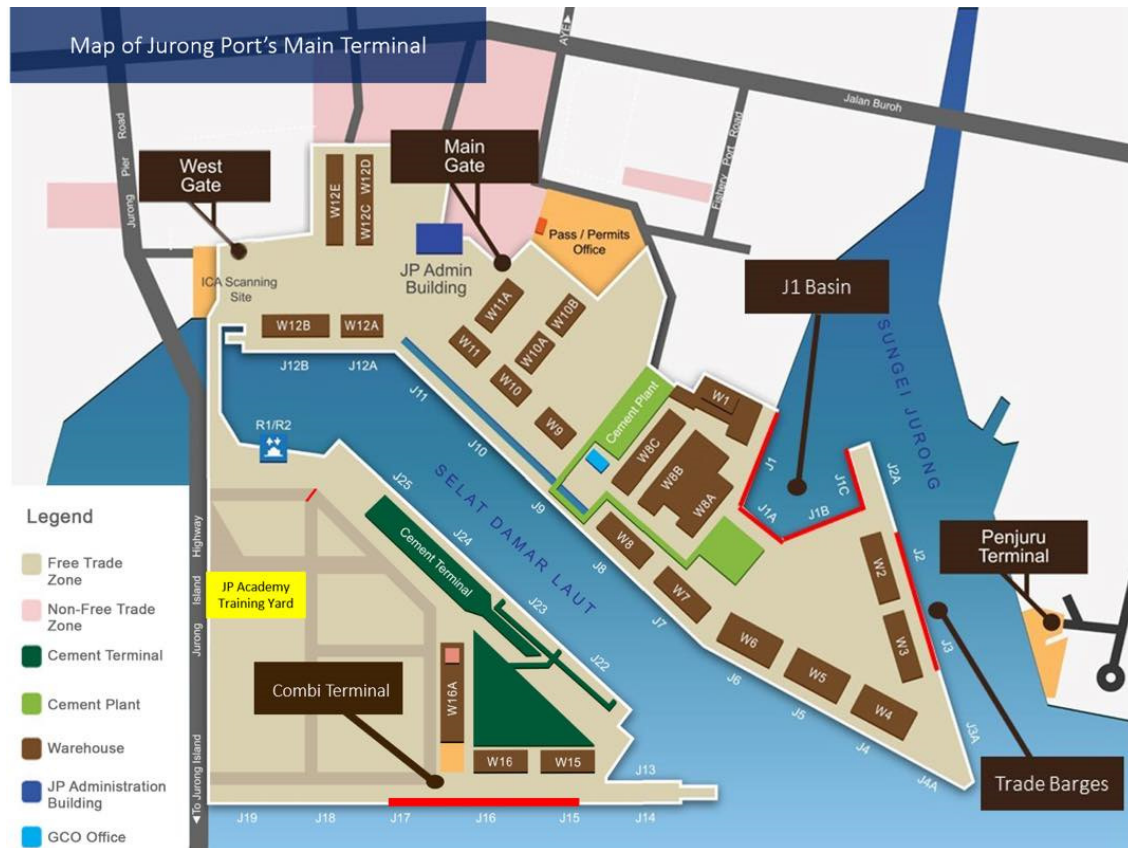 Map of Jurong Port's Main Terminal
AYE
Jalan Buroh
Jurong Pier Road
Fishery Port Road
West
Gate
Main
Gate
W12E
W12D
W12C
Pass / Permits
Office
JP Admin
Building
ICA Scanning
Site
J1 Basin
SUNGEI JURONG
W12B
W12A
J12B
J12A
W11A
W10B
W11
W10A
W10
W9
J11
J10
J9
J8
J7
J6
J5
J4
J4A
Cement Plant
W1
W8C
W8B
W8A
W8
W7
W6
W5
W4
W3
W2
J1
J1A
J1B
J1C
J2A
J2
J3
J3A
R1/R2
SELAT DAMAR LAUT
J25
J24
J23
J22
Cement Terminal
Penjuru
Terminal
Trade Barges
JP Academy
Training Yard
Combi Terminal
W16A
W16
W15
J13
J19
J18
J17
J16
J15
J14
Jurong Island Highway
To Jurong Island
Legend
Free Trade
Zone
Non-Free Trade
Zone
Cement Terminal
Cement Plant
Warehouse
JP Administration
Building
GCO Office